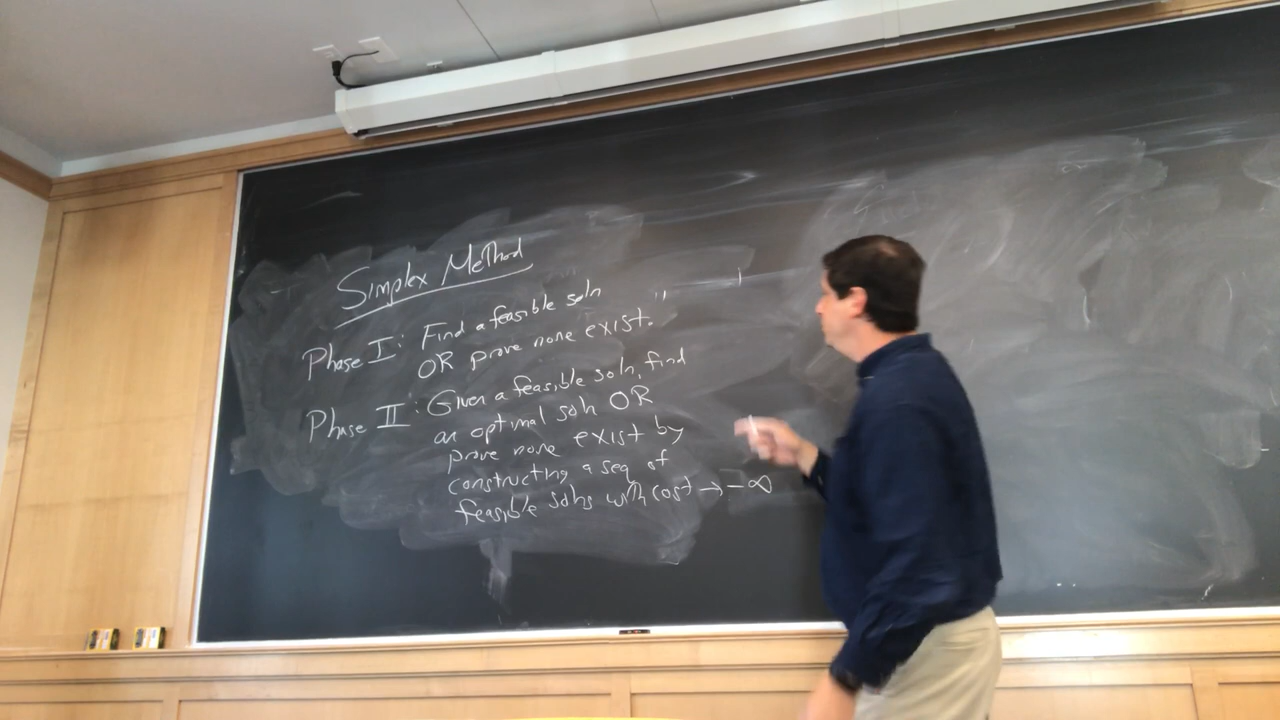 Simplex Method
Phase I: Find a feasible soln
OR prove none exist."
Phase II: Given a feasible soln, find
an optimal soln OR
prove none exist by
constructing a seq of
feasible solns with cost → -∞